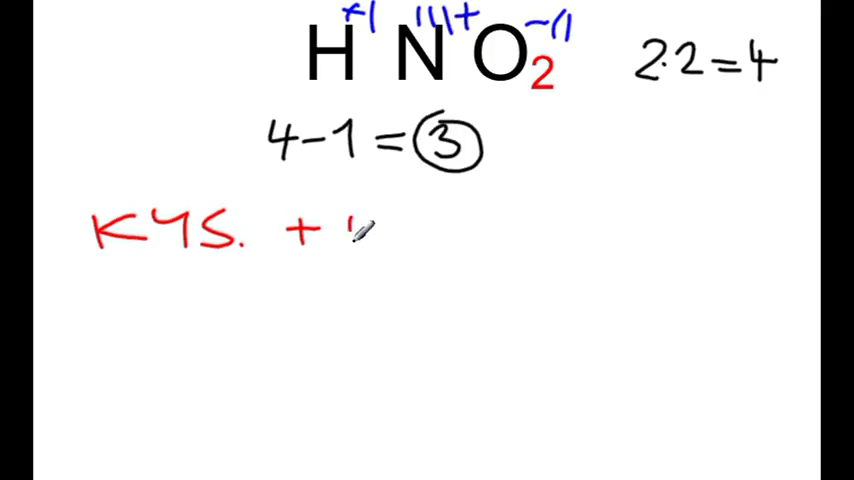 +I III+ -II
H N O2 2·2=4
4-1=3
KYS. +